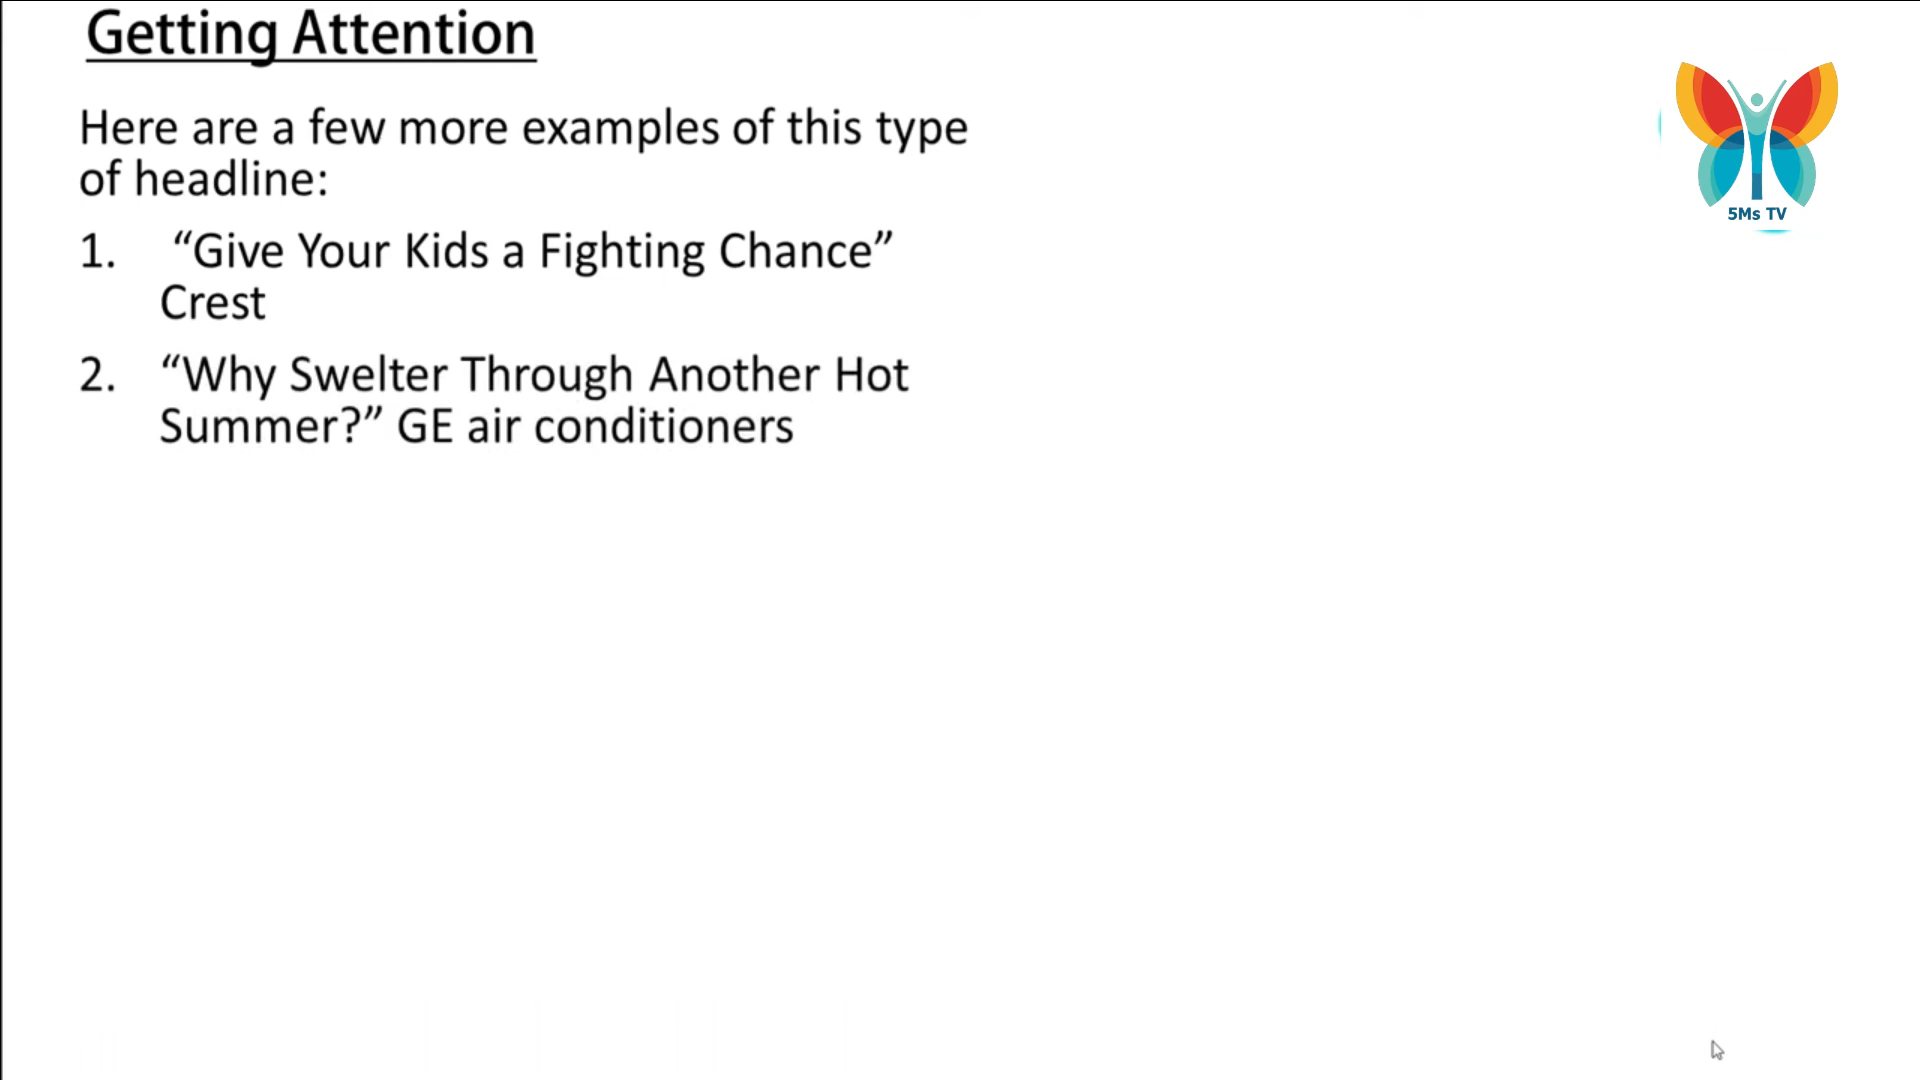 Getting Attention
Here are a few more examples of this type
of headline:
1. “Give Your Kids a Fighting Chance”
Crest
2. “Why Swelter Through Another Hot
Summer?” GE air conditioners
5Ms TV